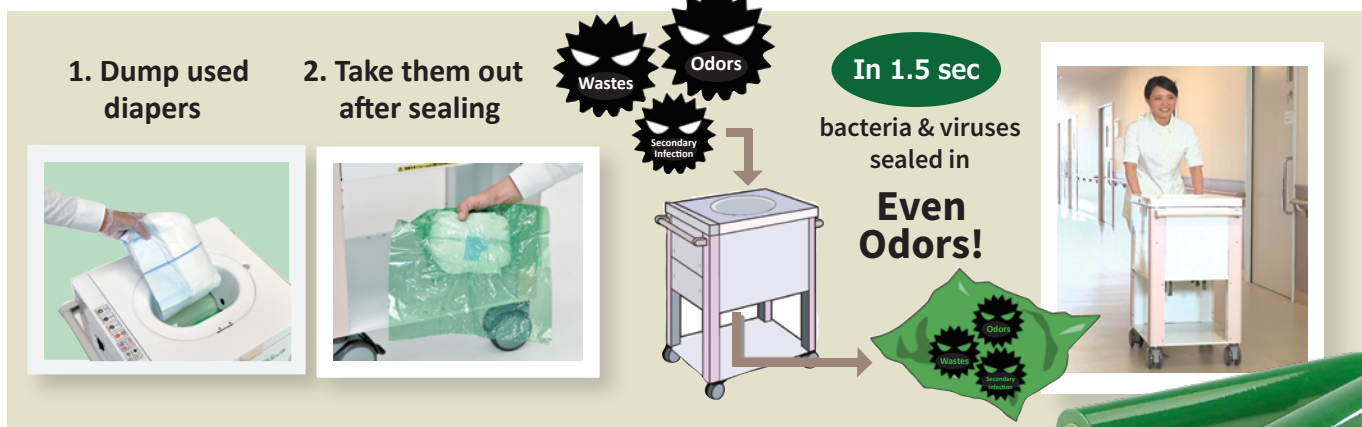 1. Dump used
diapers
2. Take them out
after sealing
Wastes
Odors
Secondary
Infection
In 1.5 sec
bacteria & viruses
sealed in
Even
Odors!
Odors
Wastes
Secondary
Infection